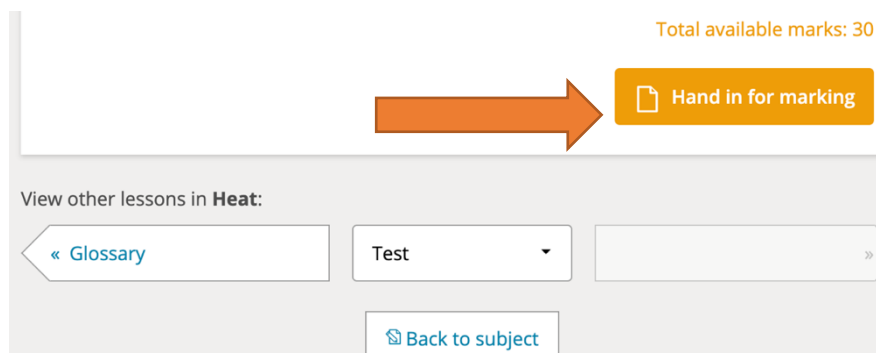 Total available marks: 30
Hand in for marking
View other lessons in Heat:
« Glossary
Test
»
Back to subject